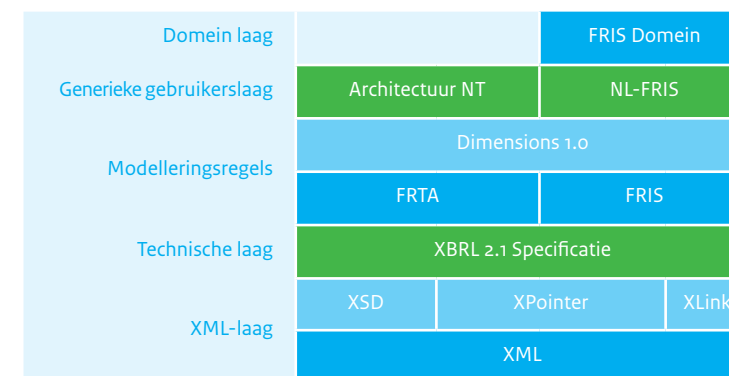 Domein laag
FRIS Domein
Generieke gebruikerslaag
Architectuur NT
NL-FRIS
Dimensions 1.0
Modelleringsregels
FRTA
FRIS
Technische laag
XBRL 2.1 Specificatie
XSD
XPointer
XLink
XML-laag
XML